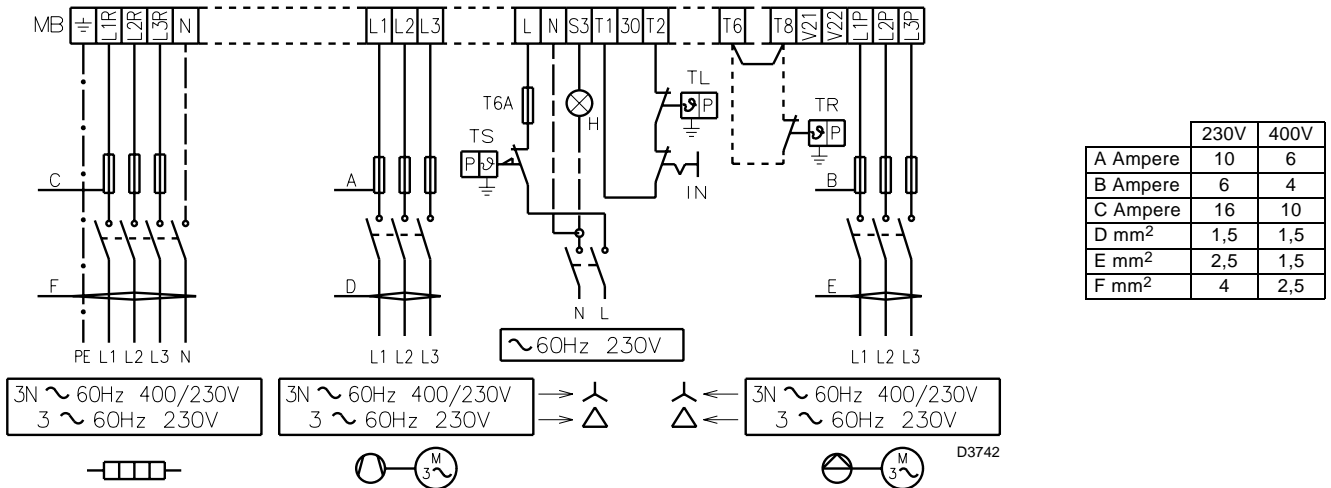 MB L1R L2R L3R N L1 L2 L3 L N S3 T1 30 T2 T6 T8 V21 V22 L1P L2P L3P
T6A
H
TS
P
TL
P
TR
P
IN
C
A
B
F
D
E
PE L1 L2 L3 N
L1 L2 L3
N L
L1 L2 L3
~60Hz 230V
3N ~ 60Hz 400/230V
3 ~ 60Hz 230V
3N ~ 60Hz 400/230V
3 ~ 60Hz 230V
3N ~ 60Hz 400/230V
3 ~ 60Hz 230V
M
3~
M
3~
D3742
230V 400V
A Ampere 10 6
B Ampere 6 4
C Ampere 16 10
D mm² 1,5 1,5
E mm² 2,5 1,5
F mm² 4 2,5